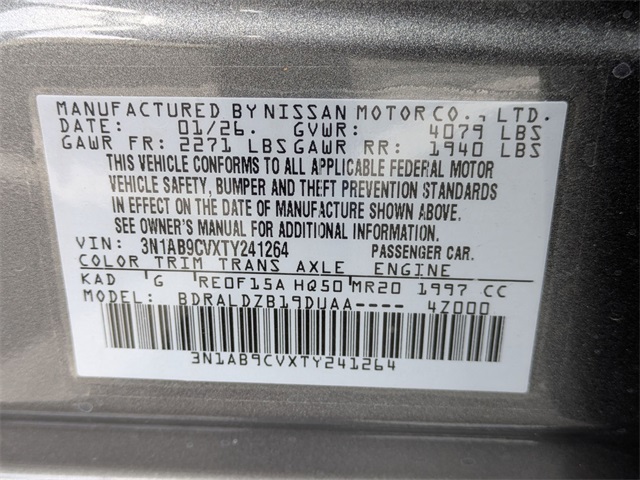 MANUFACTURED BY NISSAN MOTOR CO., LTD.
DATE: 01/26. GVWR: 4079 LBS
GAWR FR: 2271 LBS GAWR RR: 1940 LBS
THIS VEHICLE CONFORMS TO ALL APPLICABLE FEDERAL MOTOR
VEHICLE SAFETY, BUMPER AND THEFT PREVENTION STANDARDS
IN EFFECT ON THE DATE OF MANUFACTURE SHOWN ABOVE.
SEE OWNER'S MANUAL FOR ADDITIONAL INFORMATION.
VIN: 3N1AB9CVXTY241264 PASSENGER CAR.
COLOR TRIM TRANS AXLE ENGINE
KAD G RE0F15A HQ50 MR20 1997 CC
MODEL: BDRALDZB19DUAA---- 4Z000
3N1AB9CVXTY241264